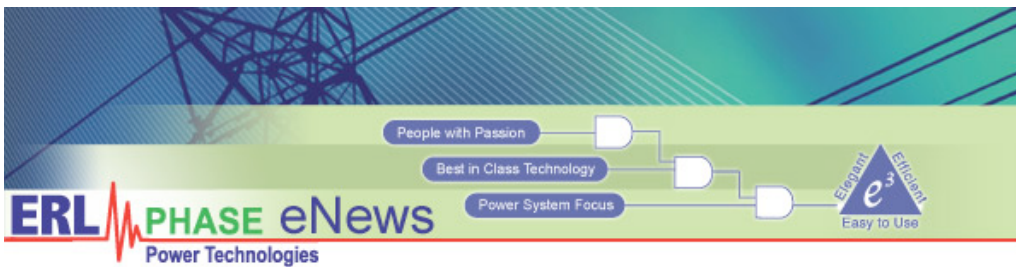 People with Passion
Best in Class Technology
Power System Focus
Elegant
Efficient
e³
Easy to Use
ERL PHASE eNews
Power Technologies